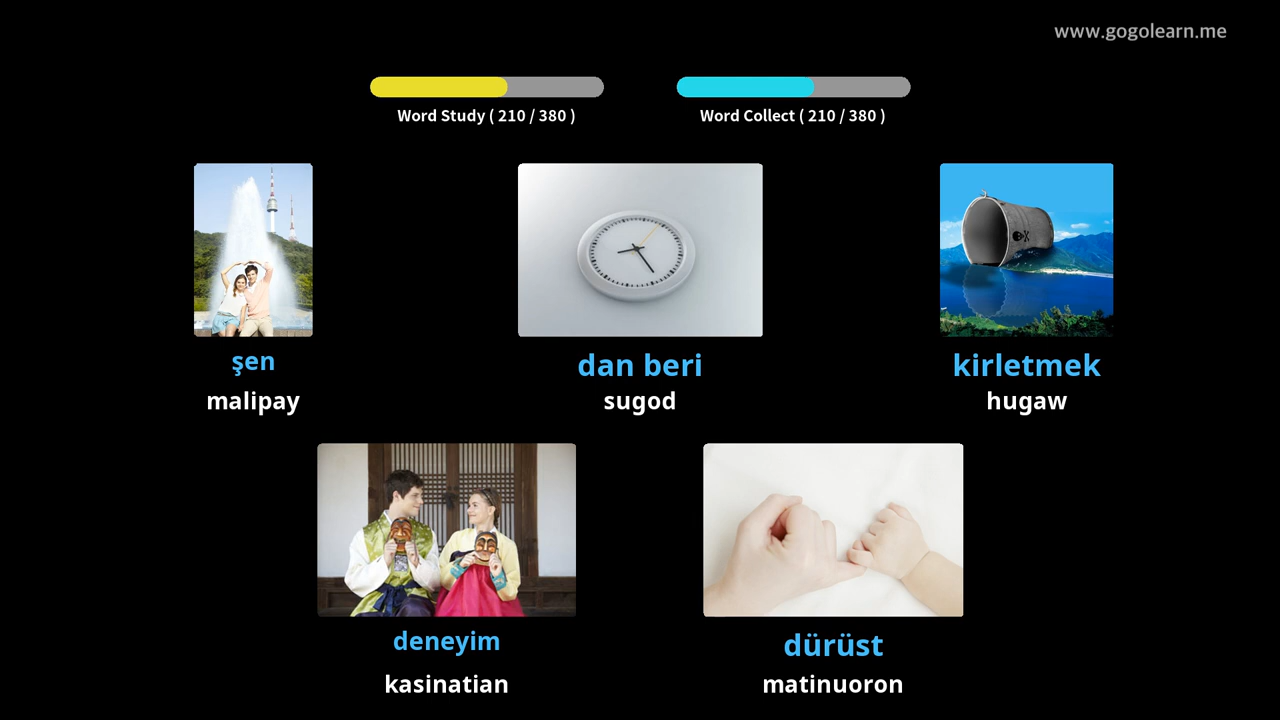 www.gogolearn.me
Word Study ( 210 / 380 )
Word Collect ( 210 / 380 )
şen
malipay
dan beri
sugod
kirletmek
hugaw
deneyim
kasinatian
dürüst
matinuoron